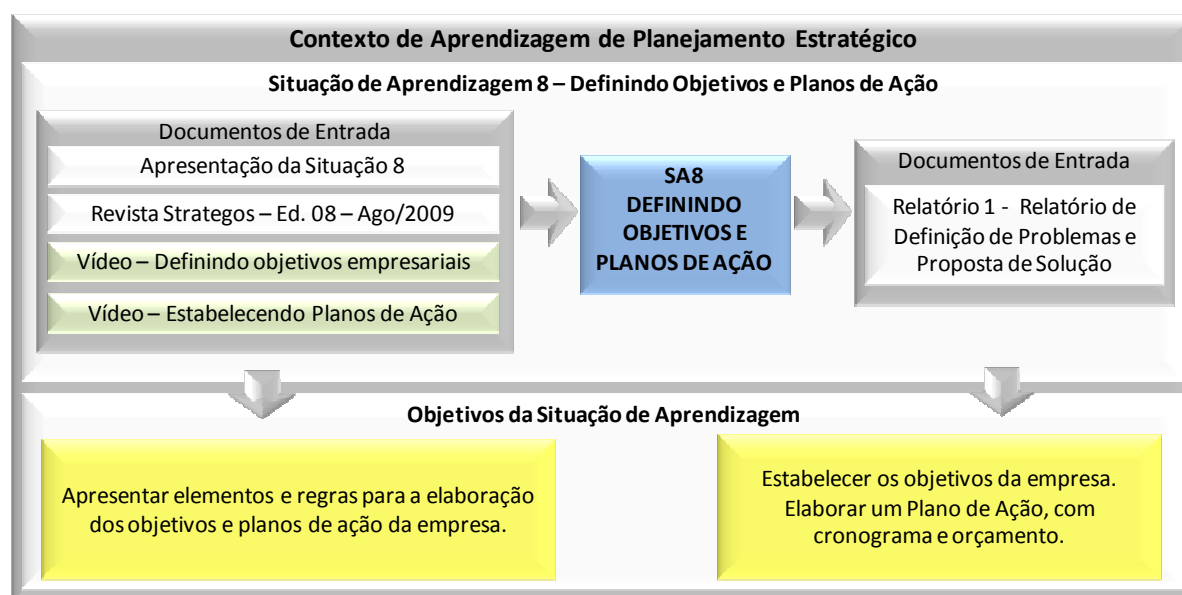 Contexto de Aprendizagem de Planejamento Estratégico
Situação de Aprendizagem 8 – Definindo Objetivos e Planos de Ação
Documentos de Entrada
Apresentação da Situação 8
Revista Strategos – Ed. 08 – Ago/2009
Vídeo – Definindo objetivos empresariais
Vídeo – Estabelecendo Planos de Ação
SA8
DEFININDO
OBJETIVOS E
PLANOS DE AÇÃO
Documentos de Entrada
Relatório 1 - Relatório de
Definição de Problemas e
Proposta de Solução
Objetivos da Situação de Aprendizagem
Apresentar elementos e regras para a elaboração
dos objetivos e planos de ação da empresa.
Estabelecer os objetivos da empresa.
Elaborar um Plano de Ação, com
cronograma e orçamento.